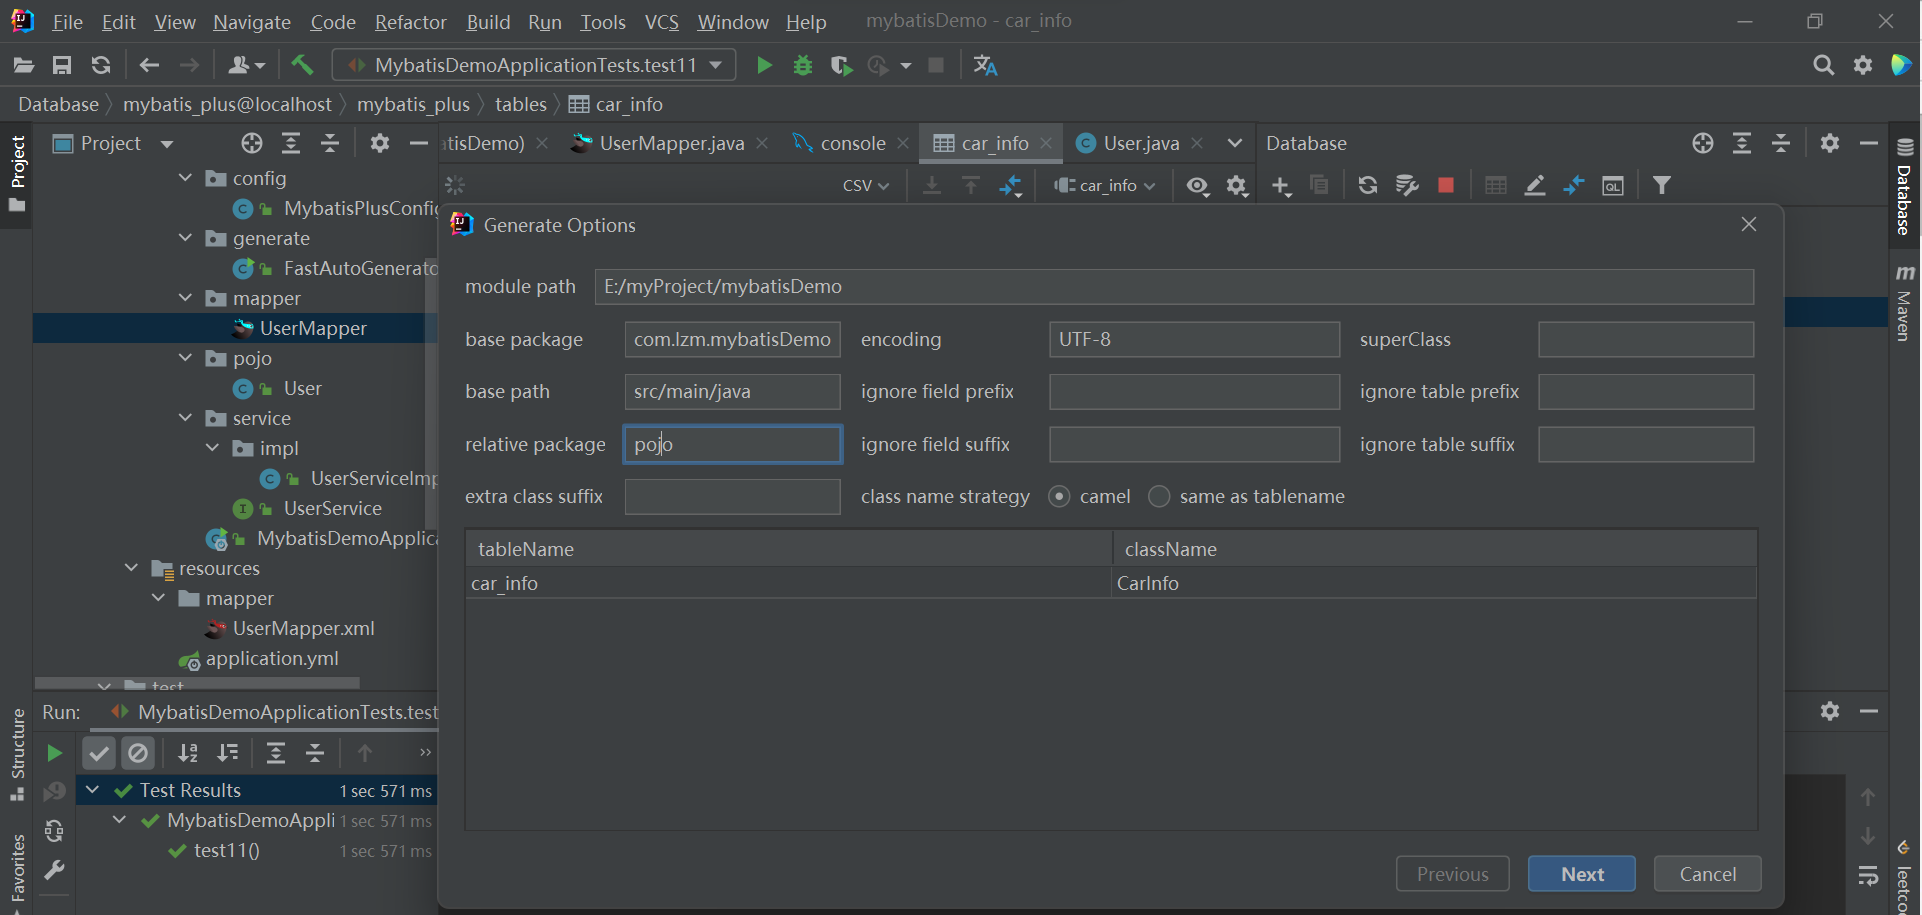 File Edit View Navigate Code Refactor Build Run Tools VCS Window Help mybatisDemo - car_info
MybatisDemoApplicationTests.test11
Database mybatis_plus@localhost mybatis_plus tables car_info
Project
Project
atisDemo) UserMapper.java console car_info User.java
Database
Database
Maven
CSV car_info
config
MybatisPlusConfig
generate
FastAutoGenerato
mapper
UserMapper
pojo
User
service
impl
UserServiceImp
UserService
MybatisDemoApplica
resources
mapper
UserMapper.xml
application.yml
test
Generate Options
module path E:/myProject/mybatisDemo
base package com.lzm.mybatisDemo encoding UTF-8 superClass
base path src/main/java ignore field prefix ignore table prefix
relative package pojo ignore field suffix ignore table suffix
extra class suffix class name strategy camel same as tablename
tableName className
car_info CarInfo
Previous Next Cancel
Structure
Favorites
Run: MybatisDemoApplicationTests.test
Test Results 1 sec 571 ms
MybatisDemoAppli 1 sec 571 ms
test11() 1 sec 571 ms
leetco